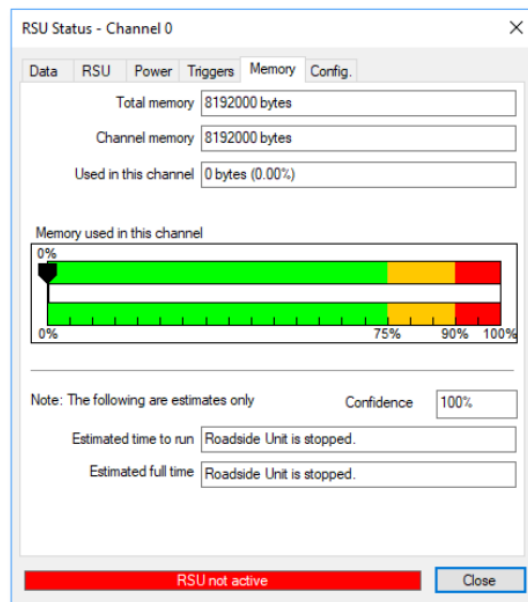 RSU Status - Channel 0
Data RSU Power Triggers Memory Config.
Total memory 8192000 bytes
Channel memory 8192000 bytes
Used in this channel 0 bytes (0.00%)
Memory used in this channel
0%
0% 75% 90% 100%
Note: The following are estimates only Confidence 100%
Estimated time to run Roadside Unit is stopped.
Estimated full time Roadside Unit is stopped.
RSU not active Close